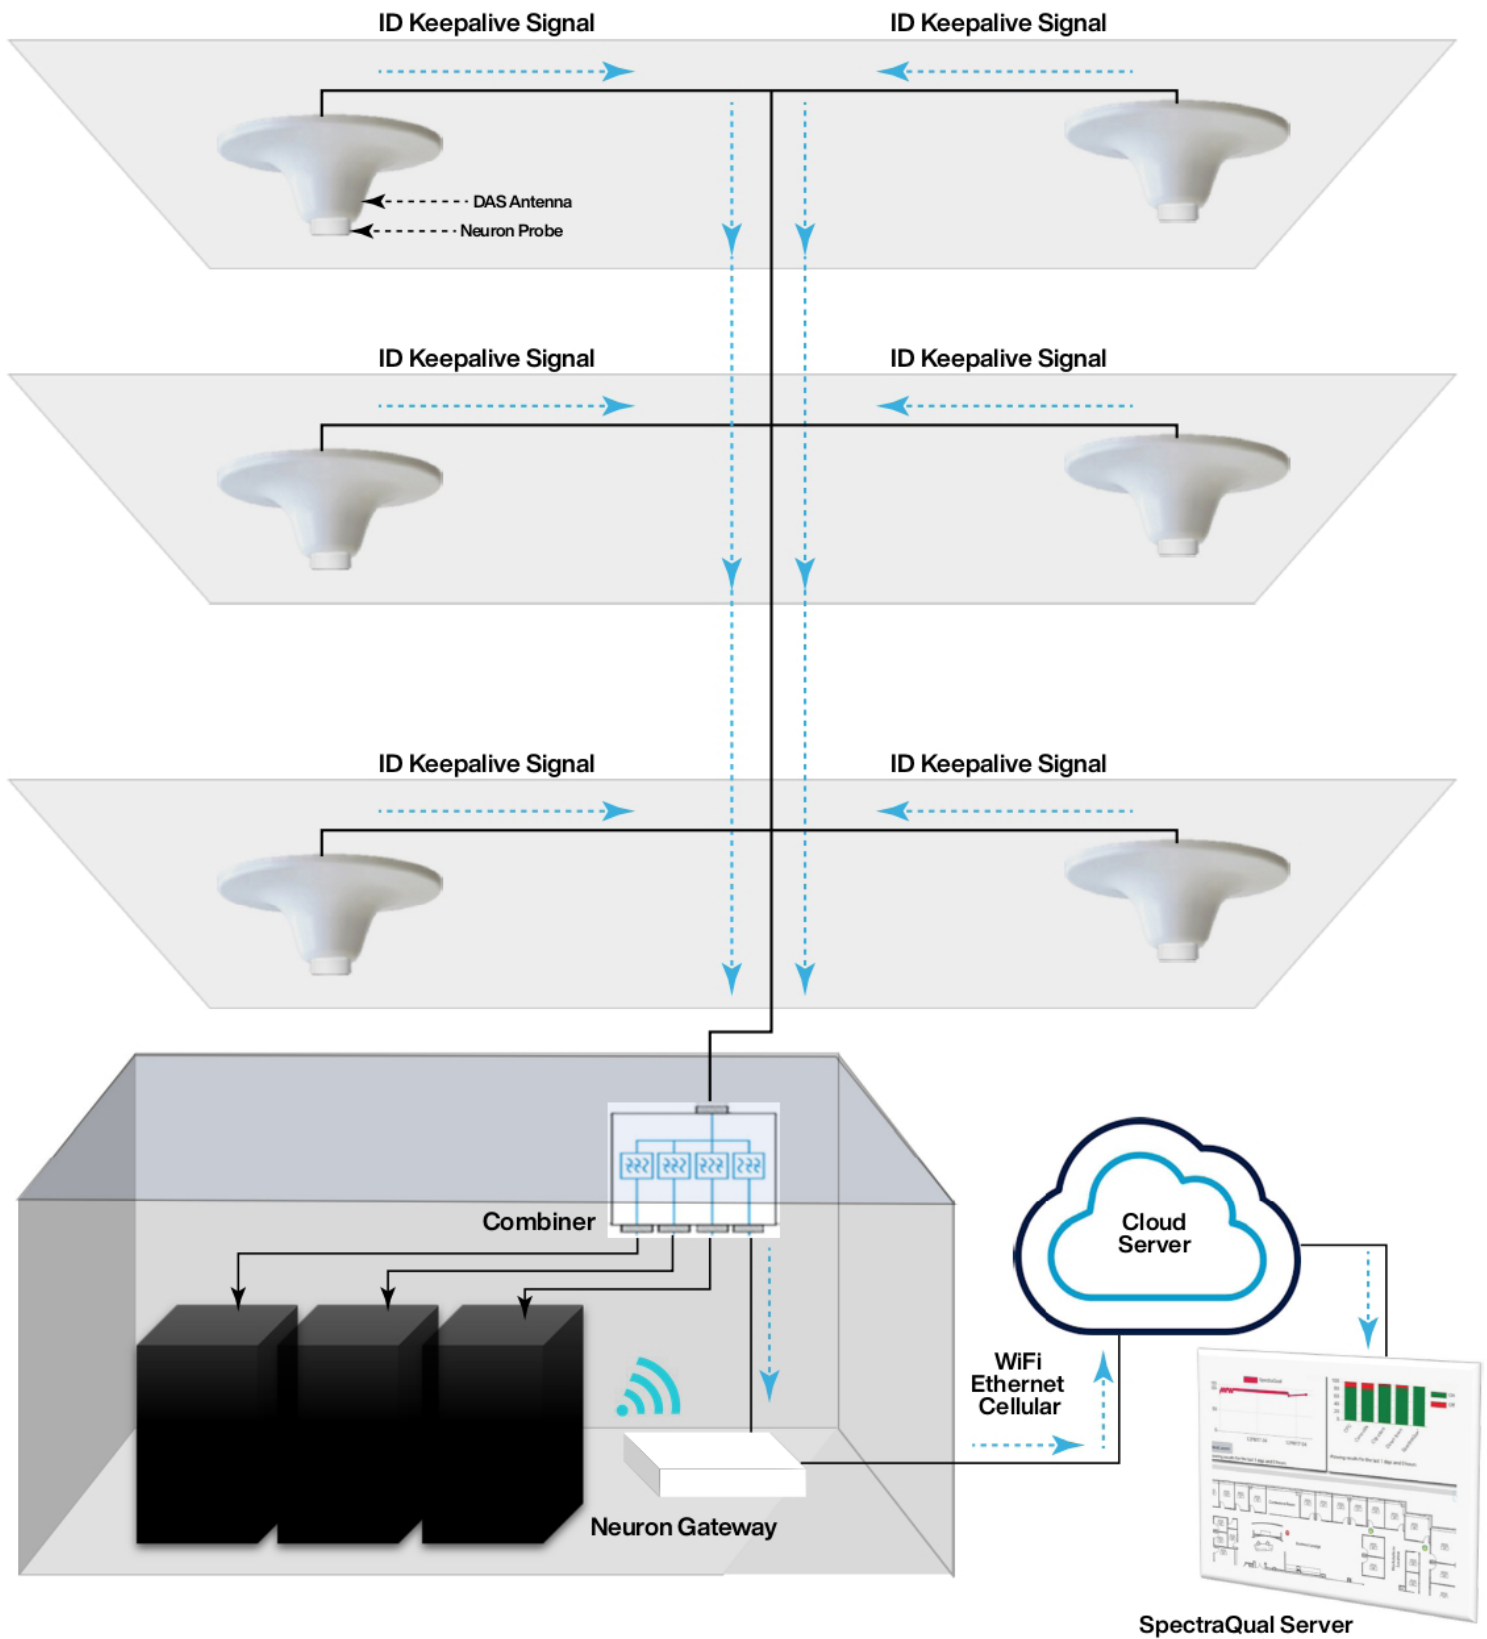 ID Keepalive Signal
ID Keepalive Signal
DAS Antenna
Neuron Probe
ID Keepalive Signal
ID Keepalive Signal
ID Keepalive Signal
ID Keepalive Signal
Combiner
Cloud
Server
WiFi
Ethernet
Cellular
Neuron Gateway
SpectraQual Server